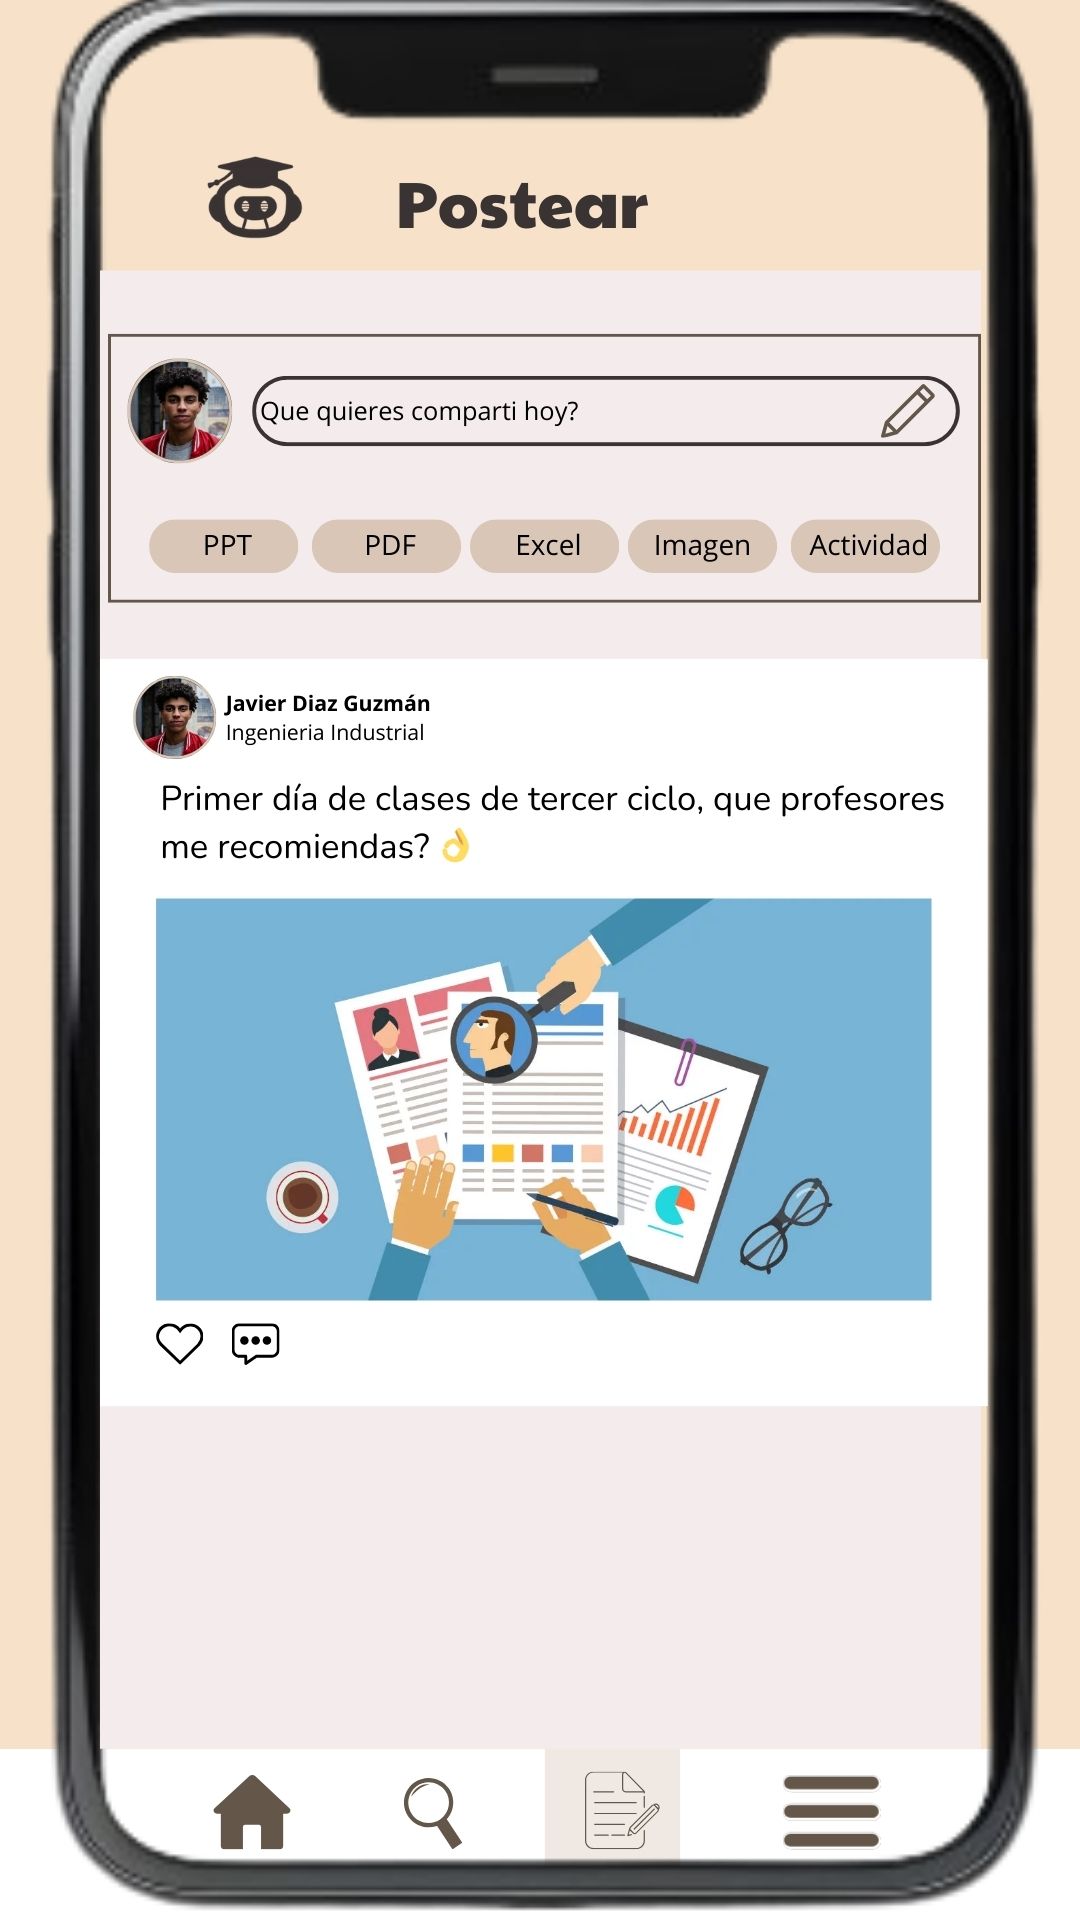 Postear
Que quieres comparti hoy?
PPT PDF Excel Imagen Actividad
Javier Diaz Guzmán
Ingenieria Industrial
Primer día de clases de tercer ciclo, que profesores
me recomiendas? 👌